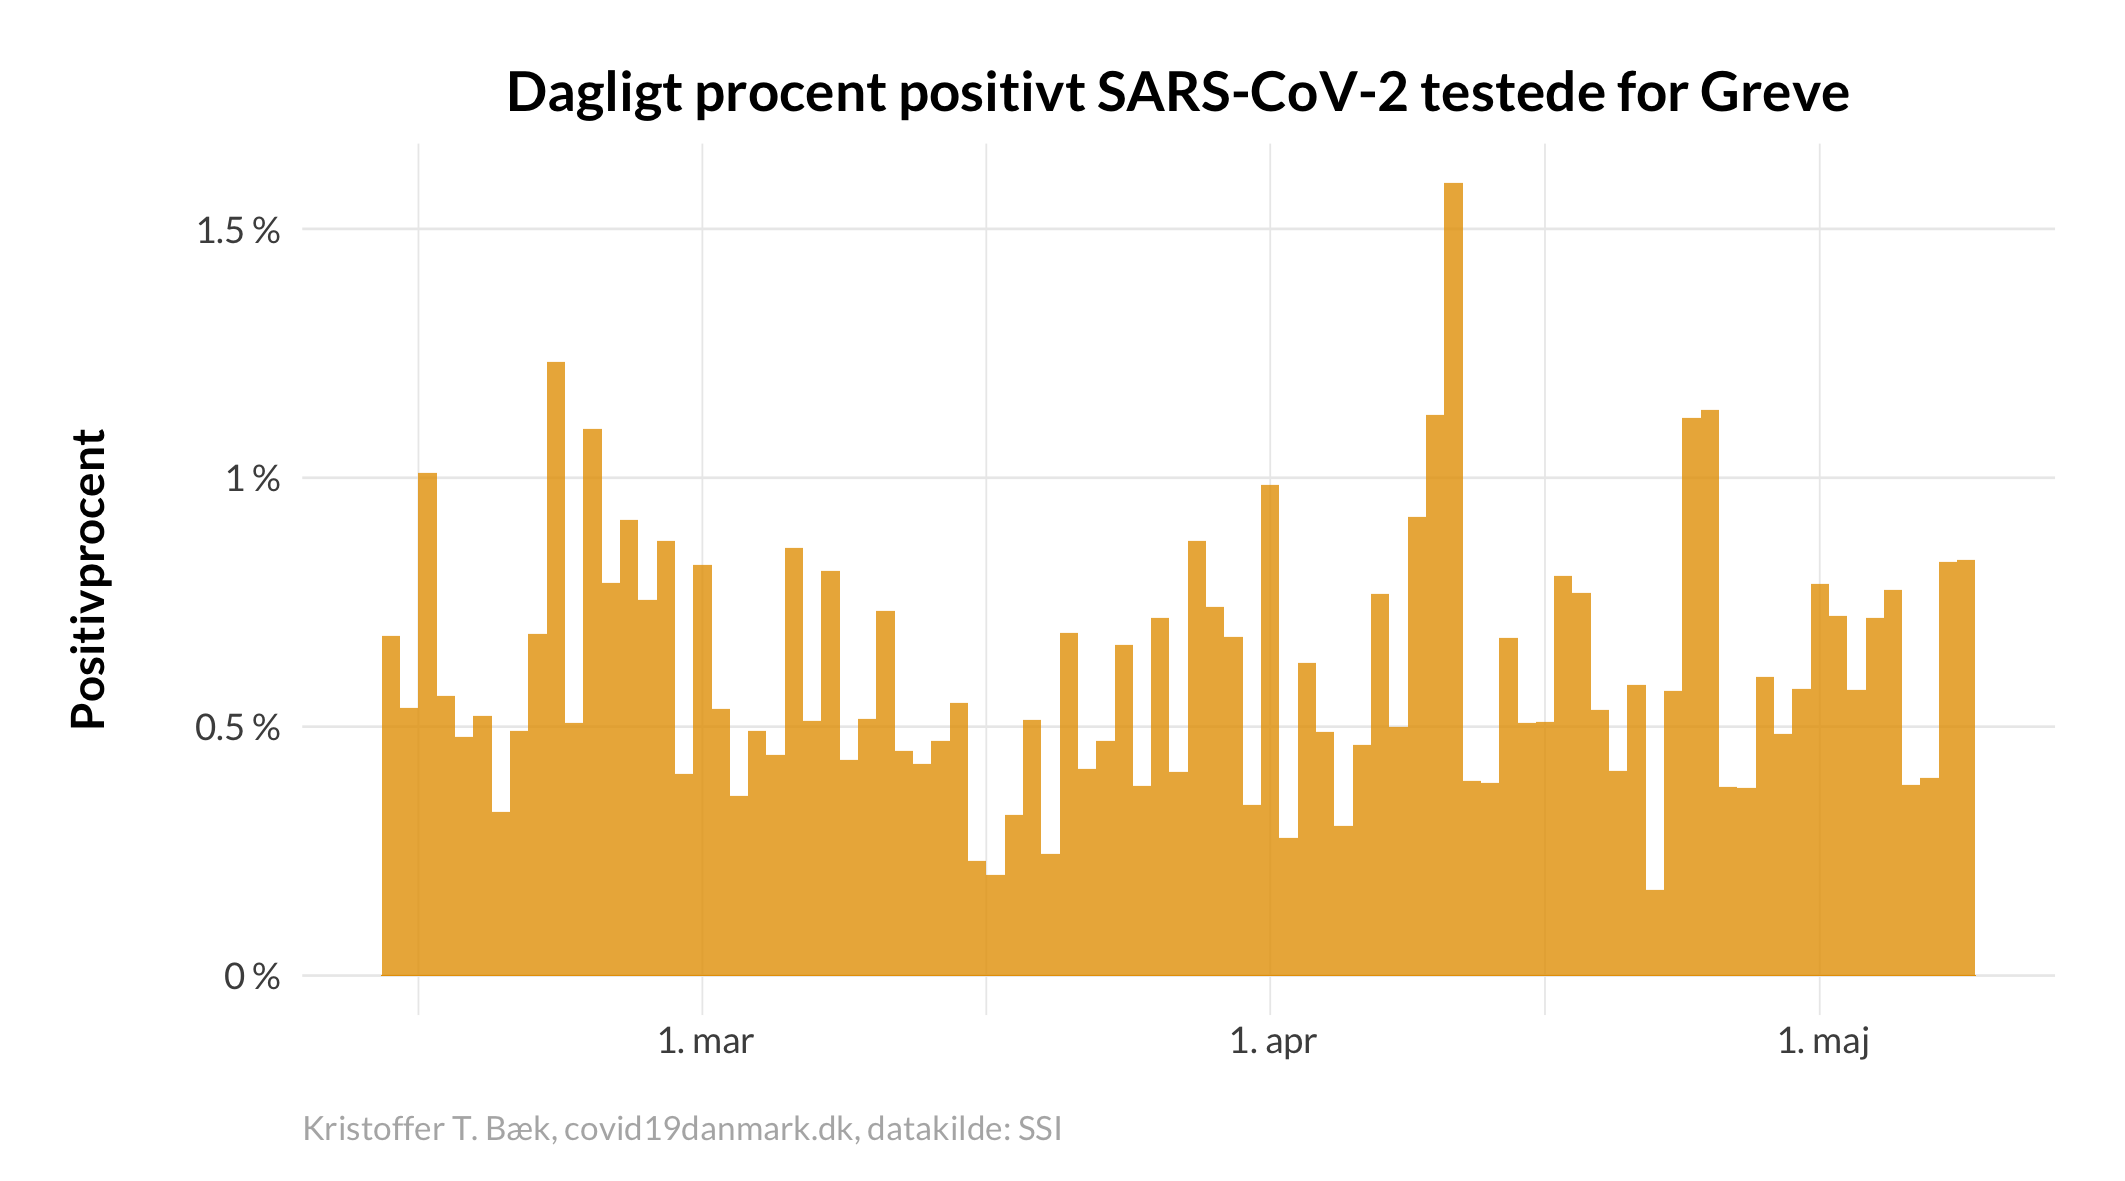 Dagligt procent positivt SARS-CoV-2 testede for Greve
Positivprocent
1.5 %
1 %
0.5 %
0 %
1. mar
1. apr
1. maj
Kristoffer T. Bæk, covid19danmark.dk, datakilde: SSI